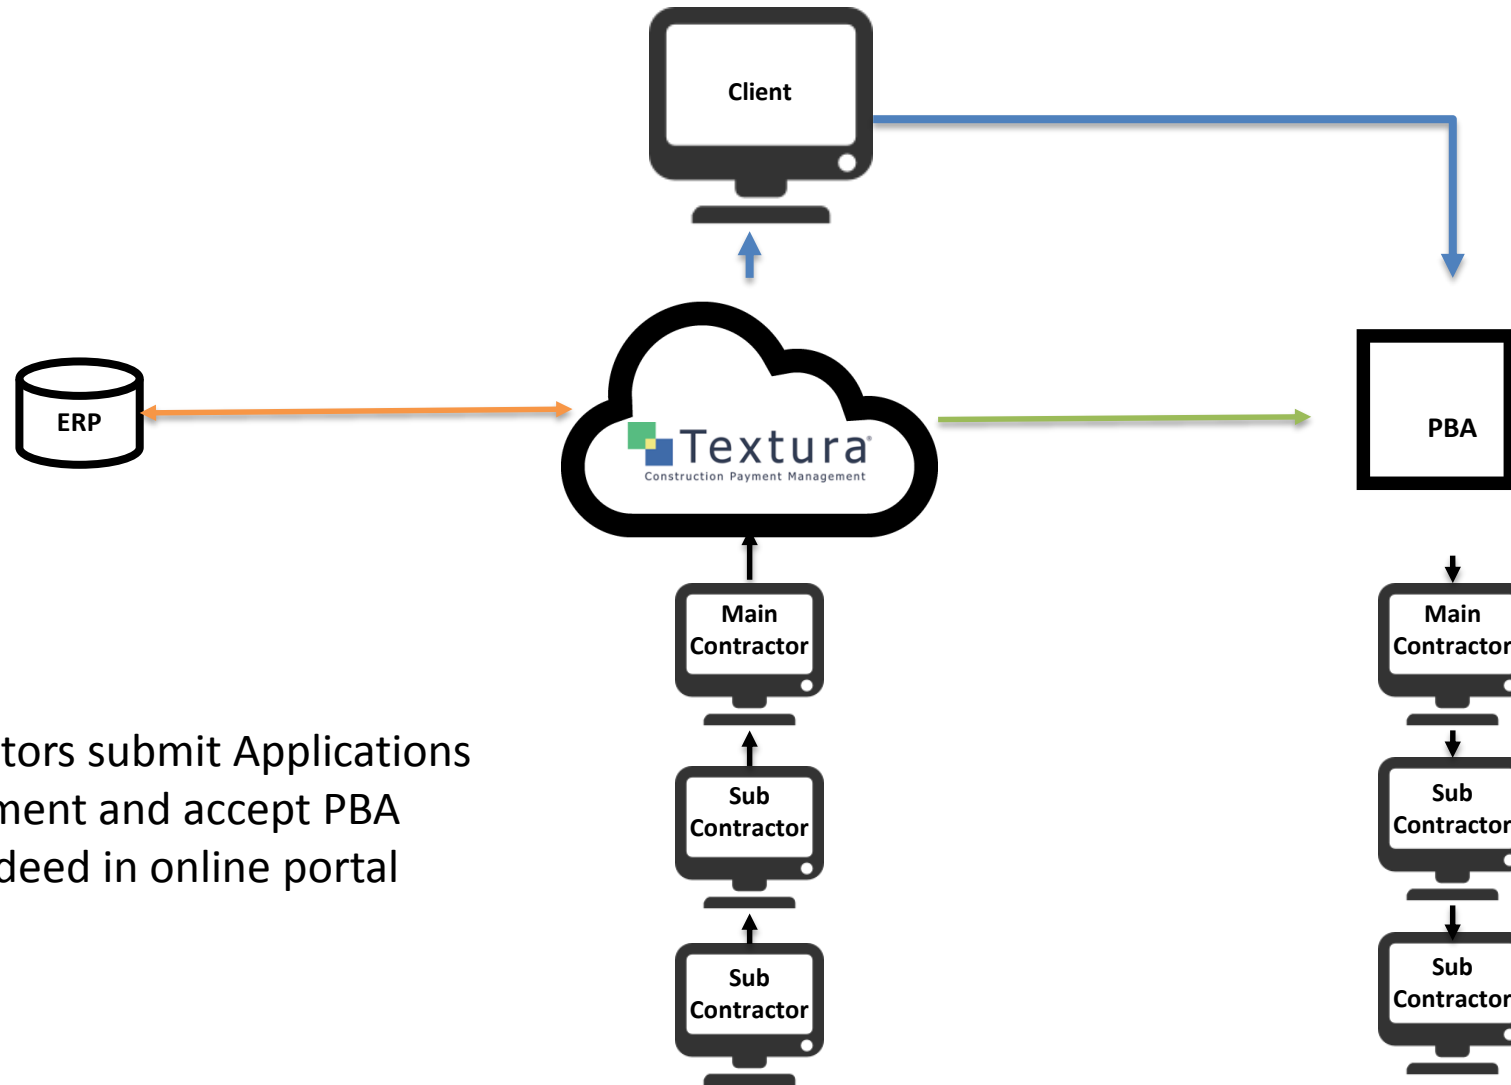 Client
ERP
Textura®
Construction Payment Management
PBA
Main
Contractor
Main
Contractor
tors submit Applications
ment and accept PBA
deed in online portal
Sub
Contractor
Sub
Contractor
Sub
Contractor
Sub
Contractor